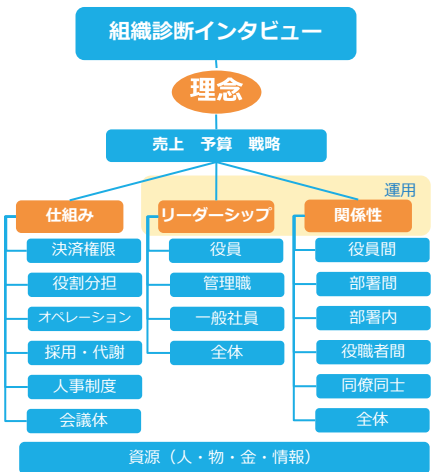 組織診断インタビュー
理念
売上　予算　戦略
運用
仕組み
決済権限
役割分担
オペレーション
採用・代謝
人事制度
会議体
リーダーシップ
役員
管理職
一般社員
全体
関係性
役員間
部署間
部署内
役職者間
同僚同士
全体
資源（人・物・金・情報）